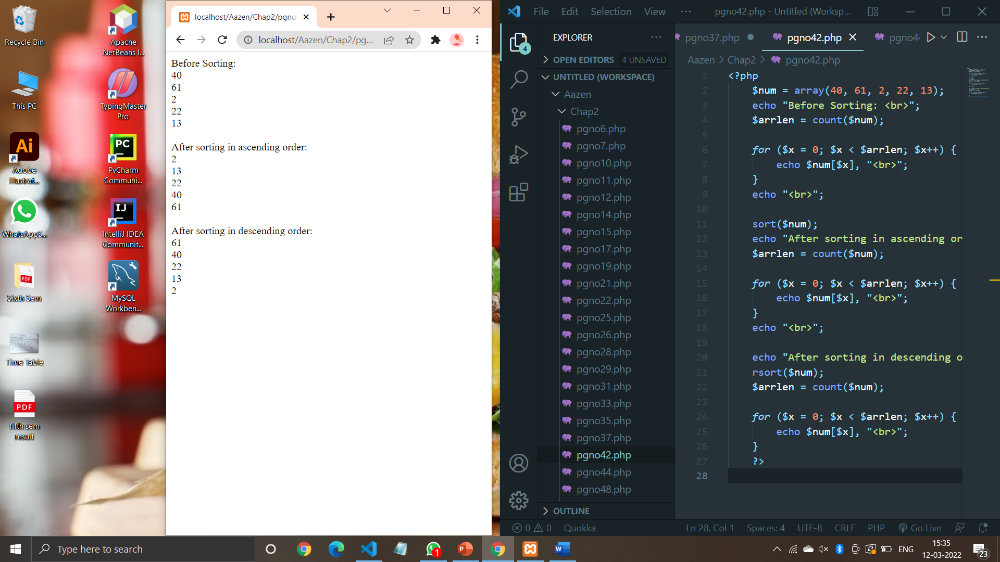 Recycle Bin
This PC
Adobe
Illustrat...
WhatsAppS...
Sixth Sem
Time Table
fifth sem
result
Apache
NetBeans I...
TypingMaster
Pro
PyCharm
Communi...
IntelliJ IDEA
Communit...
MySQL
Workben...
Ai
PDF
PDF
PC
IJ
localhost/Aazen/Chap2/pgno
localhost/Aazen/Chap2/pg...
Before Sorting:
40
61
2
22
13
After sorting in ascending order:
2
13
22
40
61
After sorting in descending order:
61
40
22
13
2
File Edit Selection View ···
pgno42.php - Untitled (Worksp...
4
EXPLORER
OPEN EDITORS 4 UNSAVED
UNTITLED (WORKSPACE)
Aazen
Chap2
pgno6.php
pgno7.php
pgno10.php
pgno11.php
pgno12.php
pgno14.php
pgno15.php
pgno17.php
pgno19.php
pgno21.php
pgno22.php
pgno25.php
pgno26.php
pgno28.php
pgno29.php
pgno31.php
pgno33.php
pgno35.php
pgno37.php
pgno42.php
pgno44.php
pgno48.php
OUTLINE
pgno37.php pgno42.php pgno4
Aazen > Chap2 > pgno42.php
1 <?php
2 $num = array(40, 61, 2, 22, 13);
3 echo "Before Sorting: <br>";
4 $arrlen = count($num);
5
6 for ($x = 0; $x < $arrlen; $x++) {
7 echo $num[$x], "<br>";
8 }
9 echo "<br>";
10
11 sort($num);
12 echo "After sorting in ascending or
13 $arrlen = count($num);
14
15 for ($x = 0; $x < $arrlen; $x++) {
16 echo $num[$x], "<br>";
17 }
18 echo "<br>";
19
20 echo "After sorting in descending o
21 rsort($num);
22 $arrlen = count($num);
23
24 for ($x = 0; $x < $arrlen; $x++) {
25 echo $num[$x], "<br>";
26 }
27 ?>
28
0 0 Quokka Ln 28, Col 1 Spaces: 4 UTF-8 CRLF PHP Go Live
Type here to search
1
ENG
15:35
12-03-2022
23